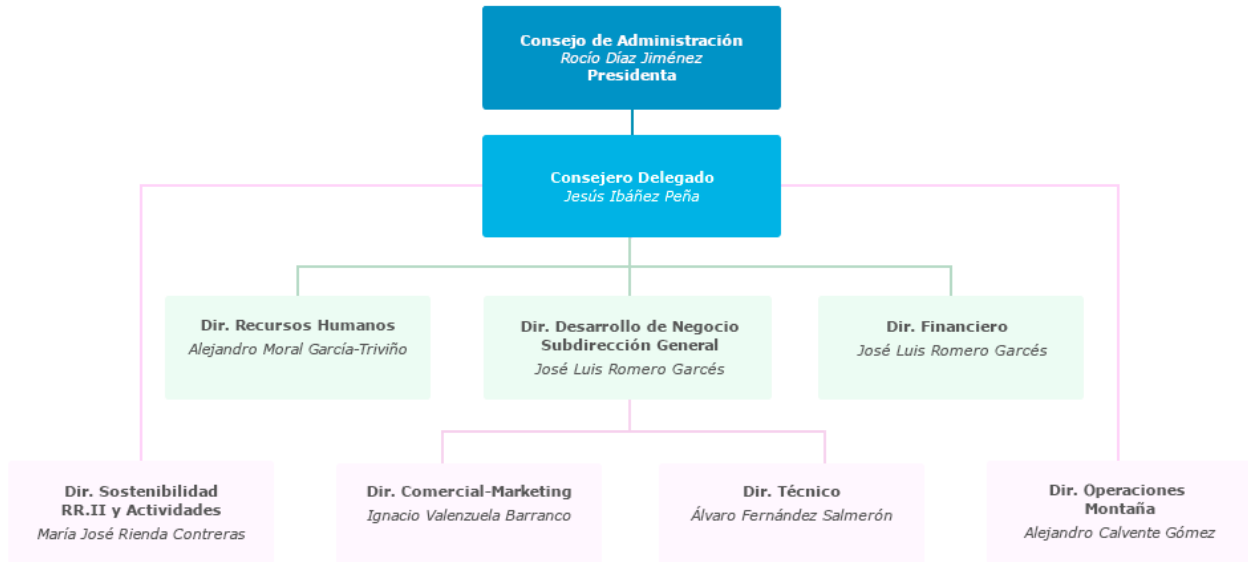 Consejo de Administración
Rocío Díaz Jiménez
Presidenta
Consejero Delegado
Jesús Ibáñez Peña
Dir. Recursos Humanos
Alejandro Moral García-Triviño
Dir. Desarrollo de Negocio
Subdirección General
José Luis Romero Garcés
Dir. Financiero
José Luis Romero Garcés
Dir. Sostenibilidad
RR.II y Actividades
María José Rienda Contreras
Dir. Comercial-Marketing
Ignacio Valenzuela Barranco
Dir. Técnico
Álvaro Fernández Salmerón
Dir. Operaciones
Montaña
Alejandro Calvente Gómez